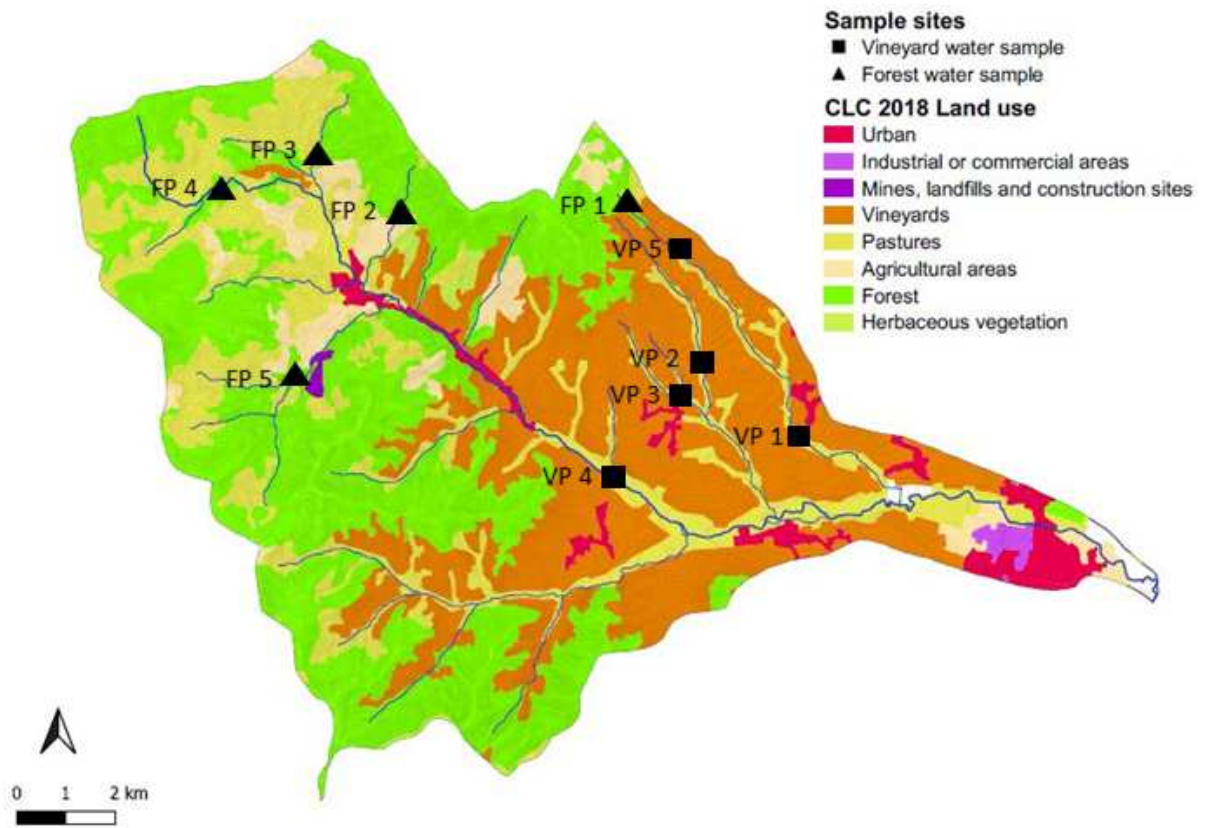 Sample sites
Vineyard water sample
Forest water sample
CLC 2018 Land use
Urban
Industrial or commercial areas
Mines, landfills and construction sites
Vineyards
Pastures
Agricultural areas
Forest
Herbaceous vegetation
FP 3
FP 4
FP 2
FP 1
VP 5
VP 2
FP 5
VP 3
VP 1
VP 4
0 1 2 km